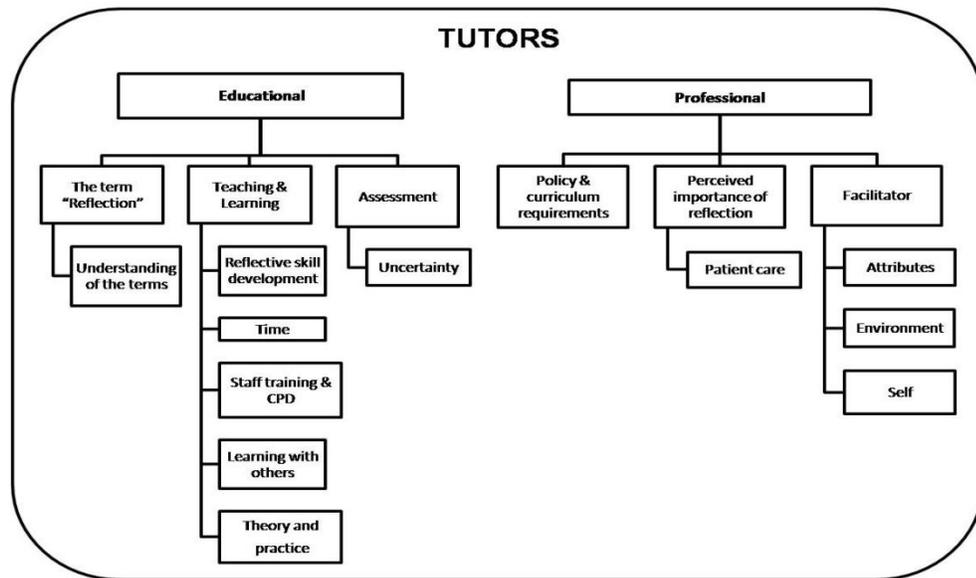 TUTORS
Educational
Professional
The term
"Reflection"
Teaching &
Learning
Assessment
Policy &
curriculum
requirements
Perceived
importance of
reflection
Facilitator
Understanding
of the terms
Reflective skill
development
Uncertainty
Patient care
Attributes
Time
Environment
Staff training &
CPD
Self
Learning with
others
Theory and
practice